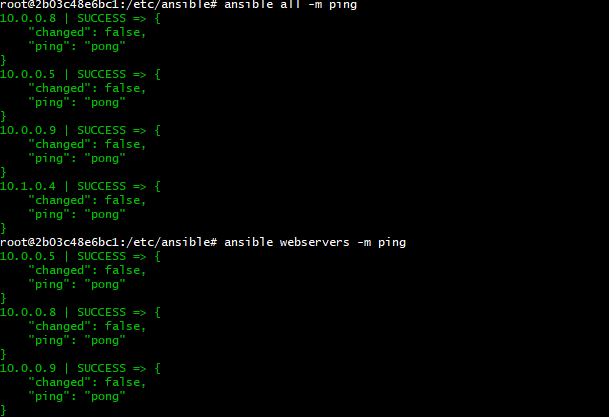 root@2b03c48e6bc1:/etc/ansible# ansible all -m ping
10.0.0.8 | SUCCESS => {
    "changed": false,
    "ping": "pong"
}
10.0.0.5 | SUCCESS => {
    "changed": false,
    "ping": "pong"
}
10.0.0.9 | SUCCESS => {
    "changed": false,
    "ping": "pong"
}
10.1.0.4 | SUCCESS => {
    "changed": false,
    "ping": "pong"
}
root@2b03c48e6bc1:/etc/ansible# ansible webservers -m ping
10.0.0.5 | SUCCESS => {
    "changed": false,
    "ping": "pong"
}
10.0.0.8 | SUCCESS => {
    "changed": false,
    "ping": "pong"
}
10.0.0.9 | SUCCESS => {
    "changed": false,
    "ping": "pong"
}